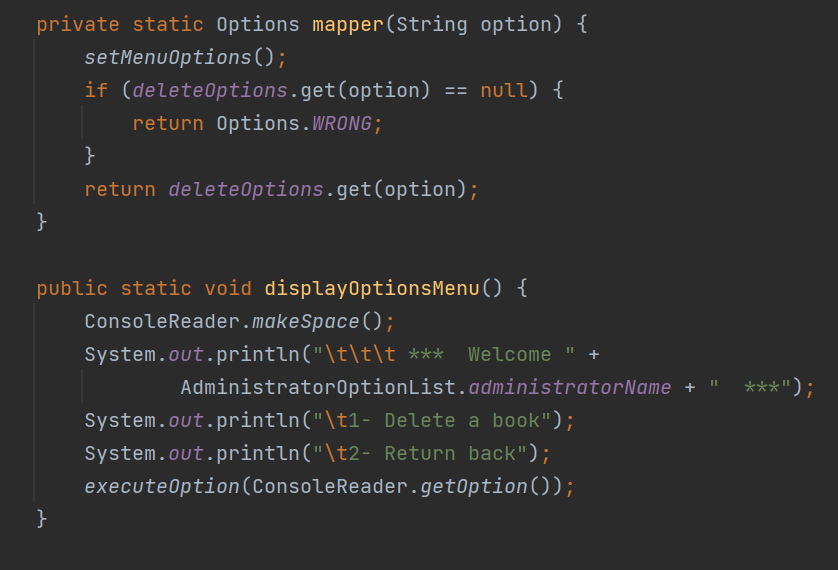 private static Options mapper(String option) {
    setMenuOptions();
    if (deleteOptions.get(option) == null) {
        return Options.WRONG;
    }
    return deleteOptions.get(option);
}

public static void displayOptionsMenu() {
    ConsoleReader.makeSpace();
    System.out.println("\t\t\t ***  Welcome " +
            AdministratorOptionList.administratorName + "  ***");
    System.out.println("\t1- Delete a book");
    System.out.println("\t2- Return back");
    executeOption(ConsoleReader.getOption());
}